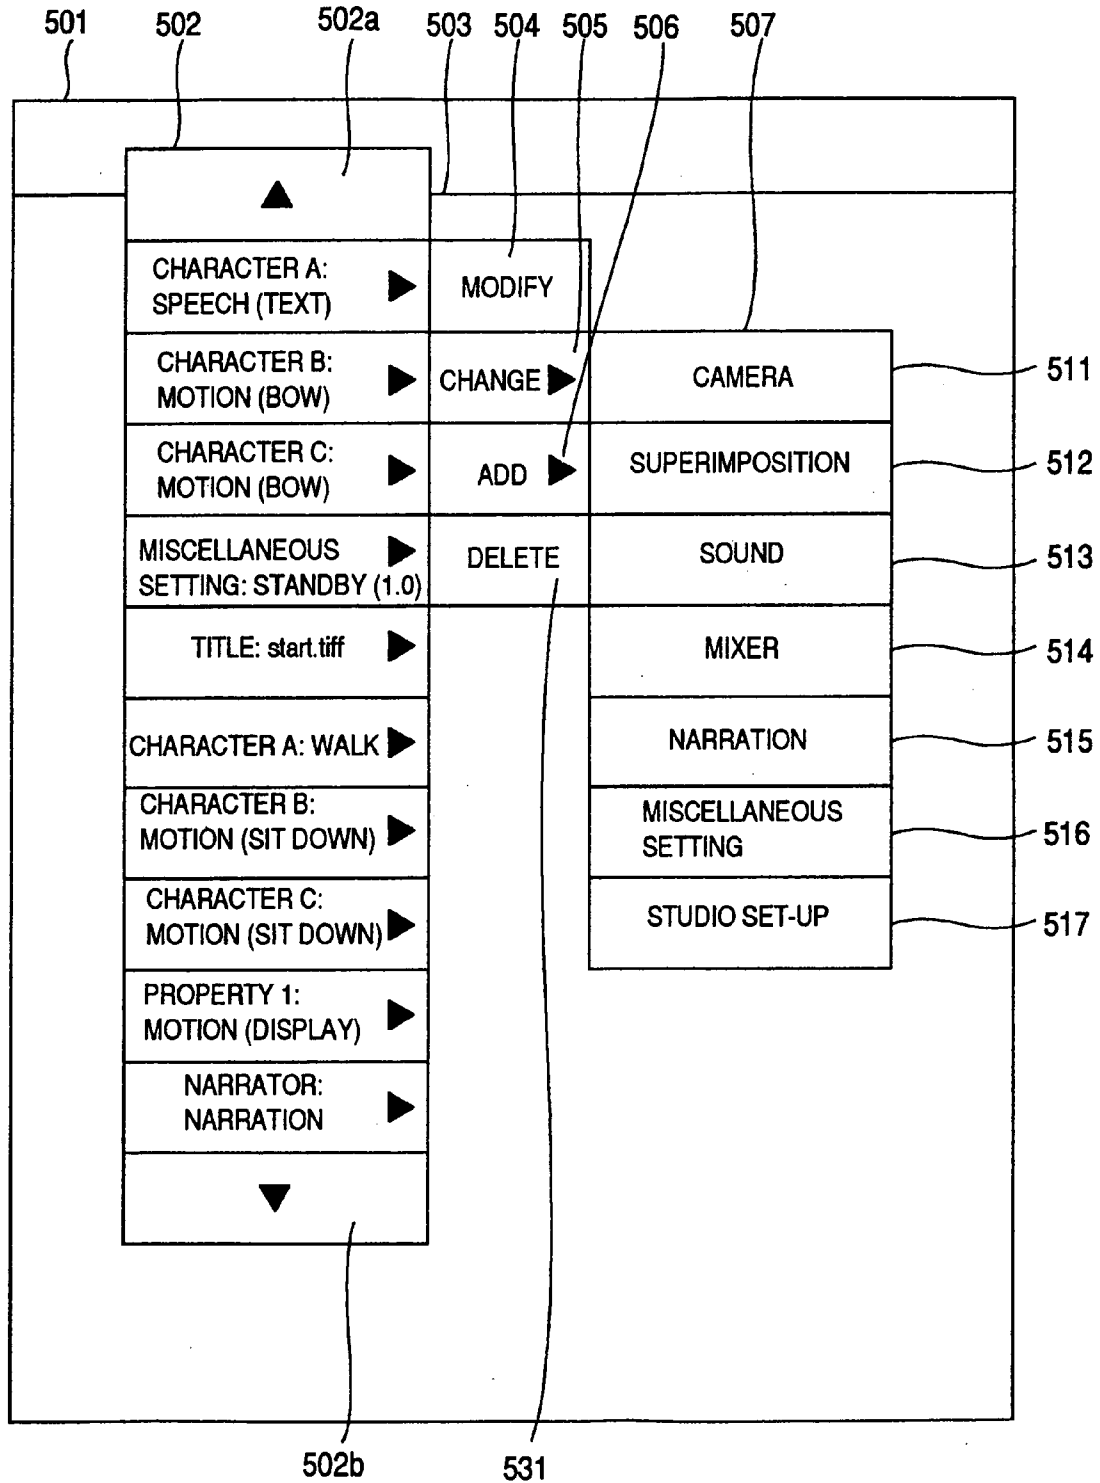 501 502 502a 503 504 505 506 507
▲
CHARACTER A:
SPEECH (TEXT) ▶
MODIFY
CHARACTER B:
MOTION (BOW) ▶
CHANGE ▶
CAMERA
511
CHARACTER C:
MOTION (BOW) ▶
ADD ▶
SUPERIMPOSITION
512
MISCELLANEOUS ▶
SETTING: STANDBY (1.0)
DELETE
SOUND
513
TITLE: start.tiff ▶
MIXER
514
CHARACTER A: WALK ▶
NARRATION
515
CHARACTER B:
MOTION (SIT DOWN) ▶
MISCELLANEOUS
SETTING
516
CHARACTER C:
MOTION (SIT DOWN) ▶
STUDIO SET-UP
517
PROPERTY 1:
MOTION (DISPLAY) ▶
NARRATOR:
NARRATION ▶
▼
502b 531